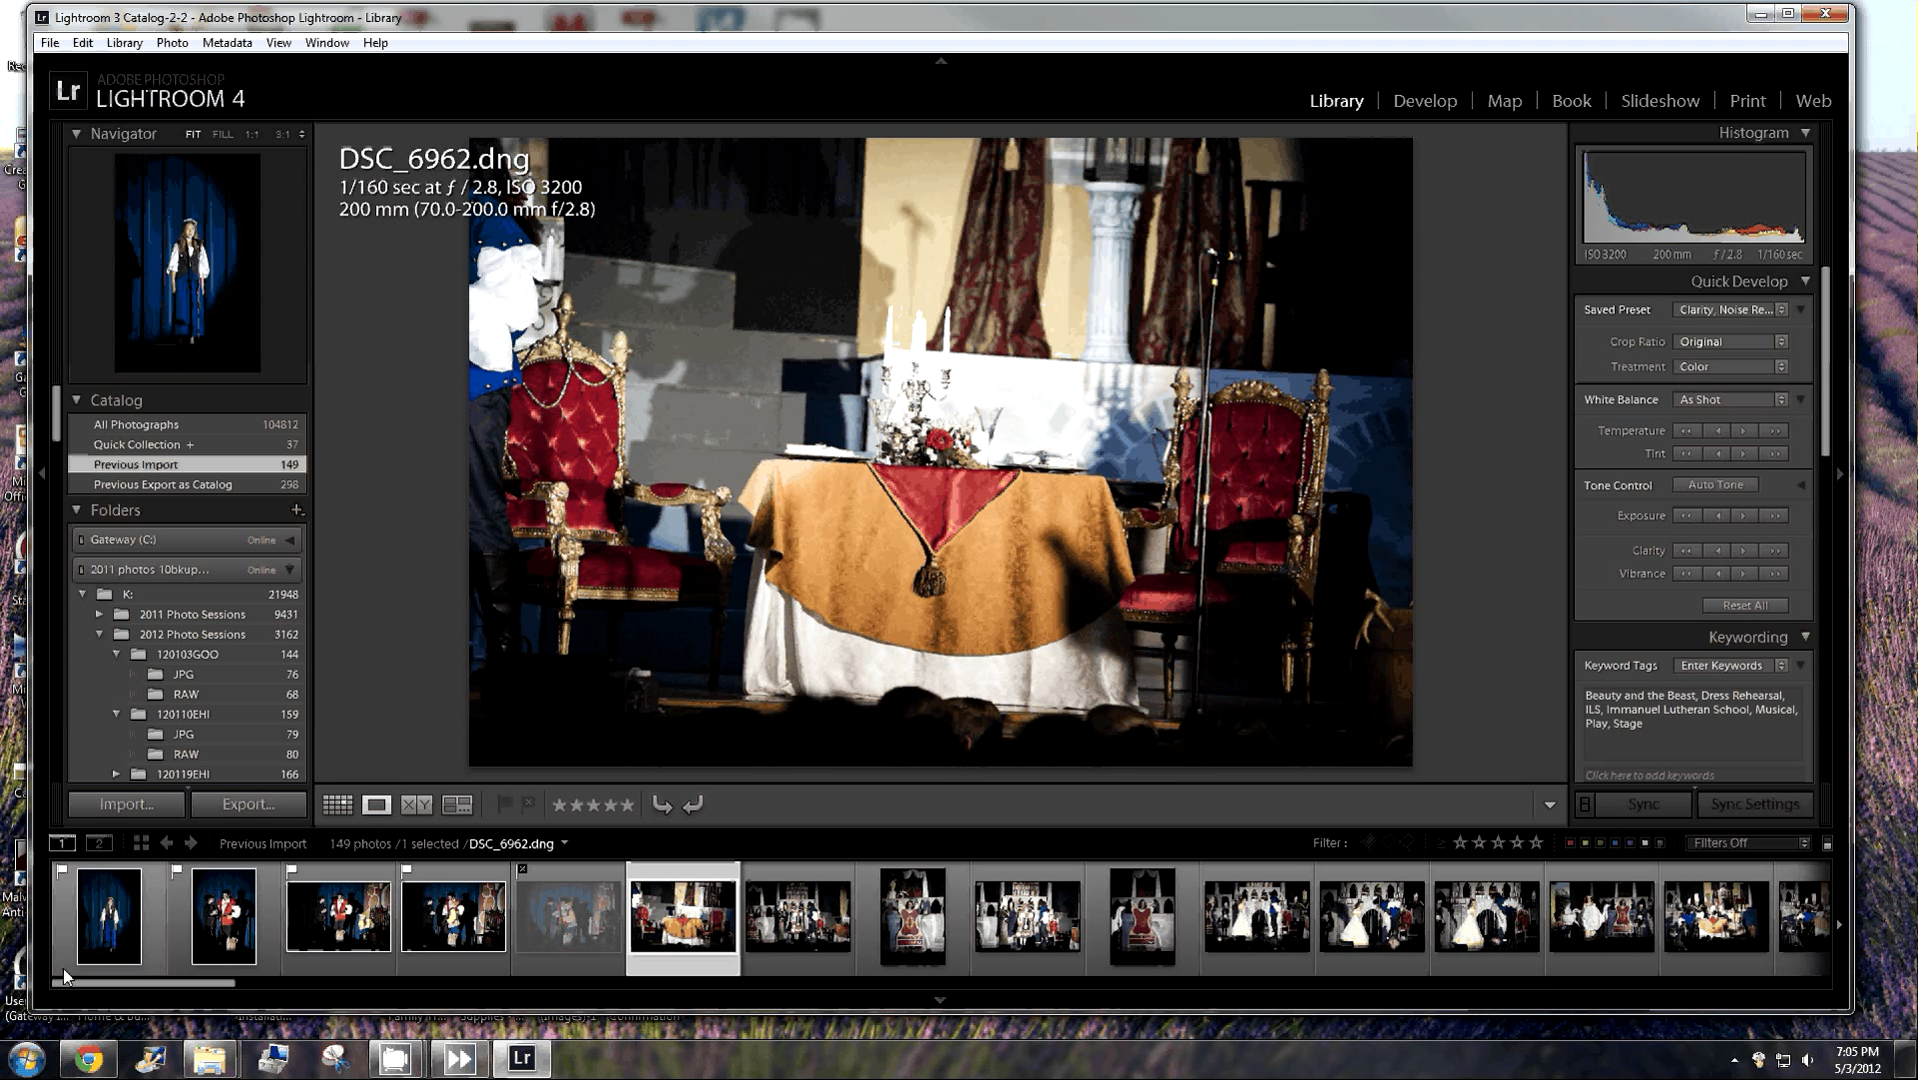 Lightroom 3 Catalog-2-2 - Adobe Photoshop Lightroom - Library
File Edit Library Photo Metadata View Window Help
Lr ADOBE PHOTOSHOP
LIGHTROOM 4
Library | Develop | Map | Book | Slideshow | Print | Web
Navigator FIT FILL 1:1 3:1
DSC_6962.dng
1/160 sec at ƒ / 2.8, ISO 3200
200 mm (70.0-200.0 mm f/2.8)
Catalog
All Photographs 104812
Quick Collection + 37
Previous Import 149
Previous Export as Catalog 298
Folders +
Gateway (C:) Online
2011 photos 10bkup... Online
K: 21948
2011 Photo Sessions 9431
2012 Photo Sessions 3162
120103GOO 144
JPG 76
RAW 68
120110EHI 159
JPG 79
RAW 80
120119EHI 166
Import... Export...
Histogram
ISO 3200 200 mm ƒ / 2.8 1/160 sec
Quick Develop
Saved Preset Clarity, Noise Re...
Crop Ratio Original
Treatment Color
White Balance As Shot
Temperature
Tint
Tone Control Auto Tone
Exposure
Clarity
Vibrance
Reset All
Keywording
Keyword Tags Enter Keywords
Beauty and the Beast, Dress Rehearsal,
ILS, Immanuel Lutheran School, Musical,
Play, Stage
Click here to add keywords
Sync Sync Settings
X Y
1 2 Previous Import 149 photos / 1 selected / DSC_6962.dng Filter : Filters Off
Lr
7:05 PM
5/3/2012